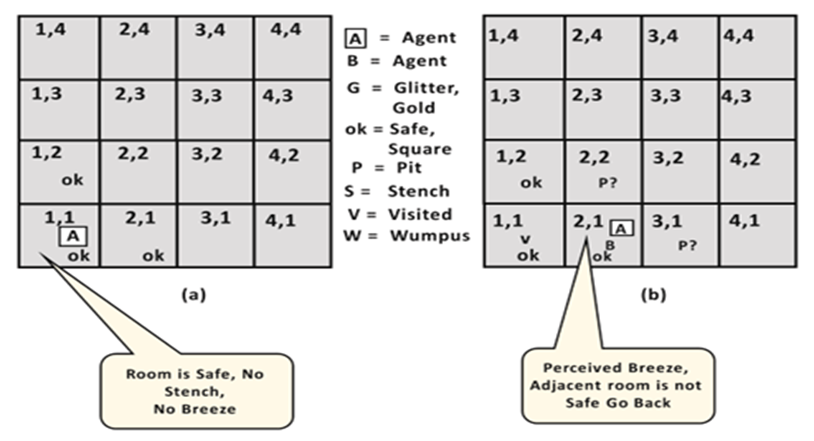 1,4 2,4 3,4 4,4
1,3 2,3 3,3 4,3
1,2 2,2 3,2 4,2
ok
1,1 2,1 3,1 4,1
A
ok ok
(a)
Room is Safe, No
Stench,
No Breeze
A = Agent
B = Agent
G = Glitter,
Gold
ok = Safe,
Square
P = Pit
S = Stench
V = Visited
W = Wumpus
1,4 2,4 3,4 4,4
1,3 2,3 3,3 4,3
1,2 2,2 3,2 4,2
ok P?
1,1 2,1 A 3,1 4,1
v B P?
ok ok
(b)
Perceived Breeze,
Adjacent room is not
Safe Go Back